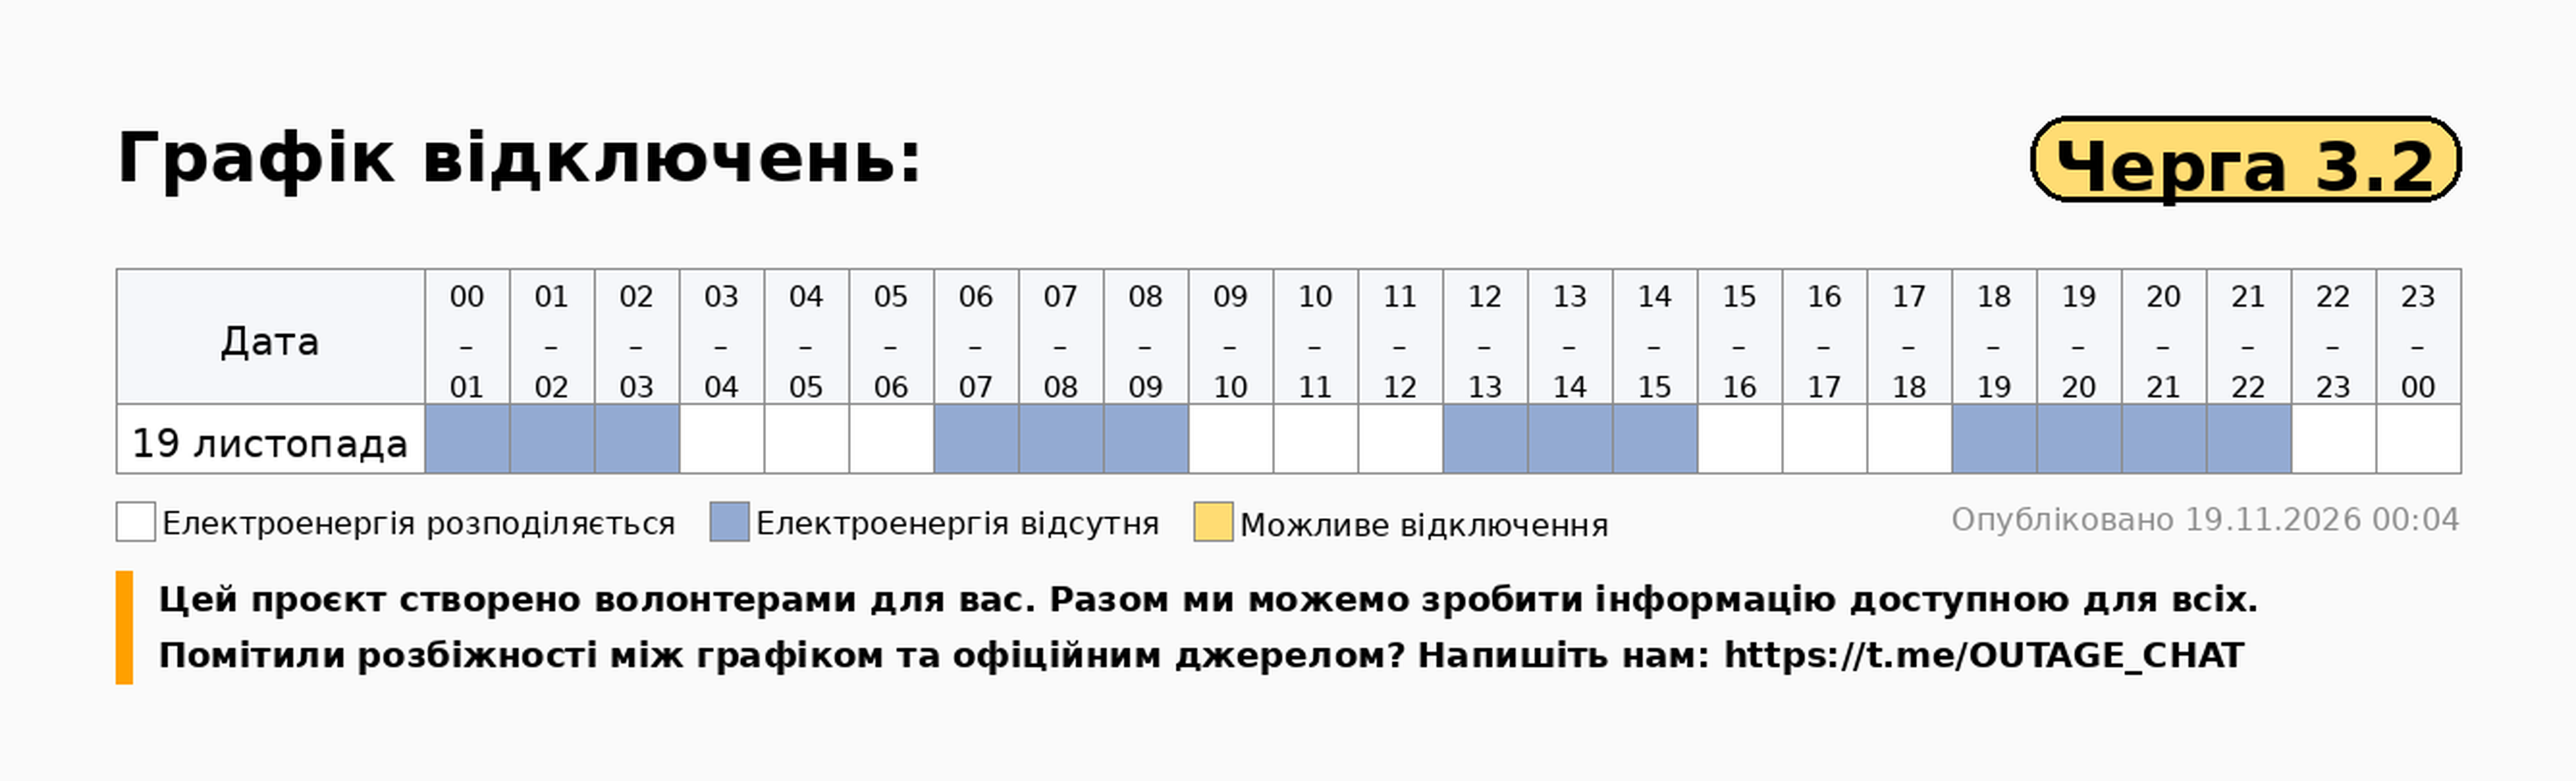 Графік відключень:
Черга 3.2
Дата
00 – 01
01 – 02
02 – 03
03 – 04
04 – 05
05 – 06
06 – 07
07 – 08
08 – 09
09 – 10
10 – 11
11 – 12
12 – 13
13 – 14
14 – 15
15 – 16
16 – 17
17 – 18
18 – 19
19 – 20
20 – 21
21 – 22
22 – 23
23 – 00
19 листопада
Електроенергія розподіляється
Електроенергія відсутня
Можливе відключення
Опубліковано 19.11.2026 00:04
Цей проєкт створено волонтерами для вас. Разом ми можемо зробити інформацію доступною для всіх.
Помітили розбіжності між графіком та офіційним джерелом? Напишіть нам: https://t.me/OUTAGE_CHAT